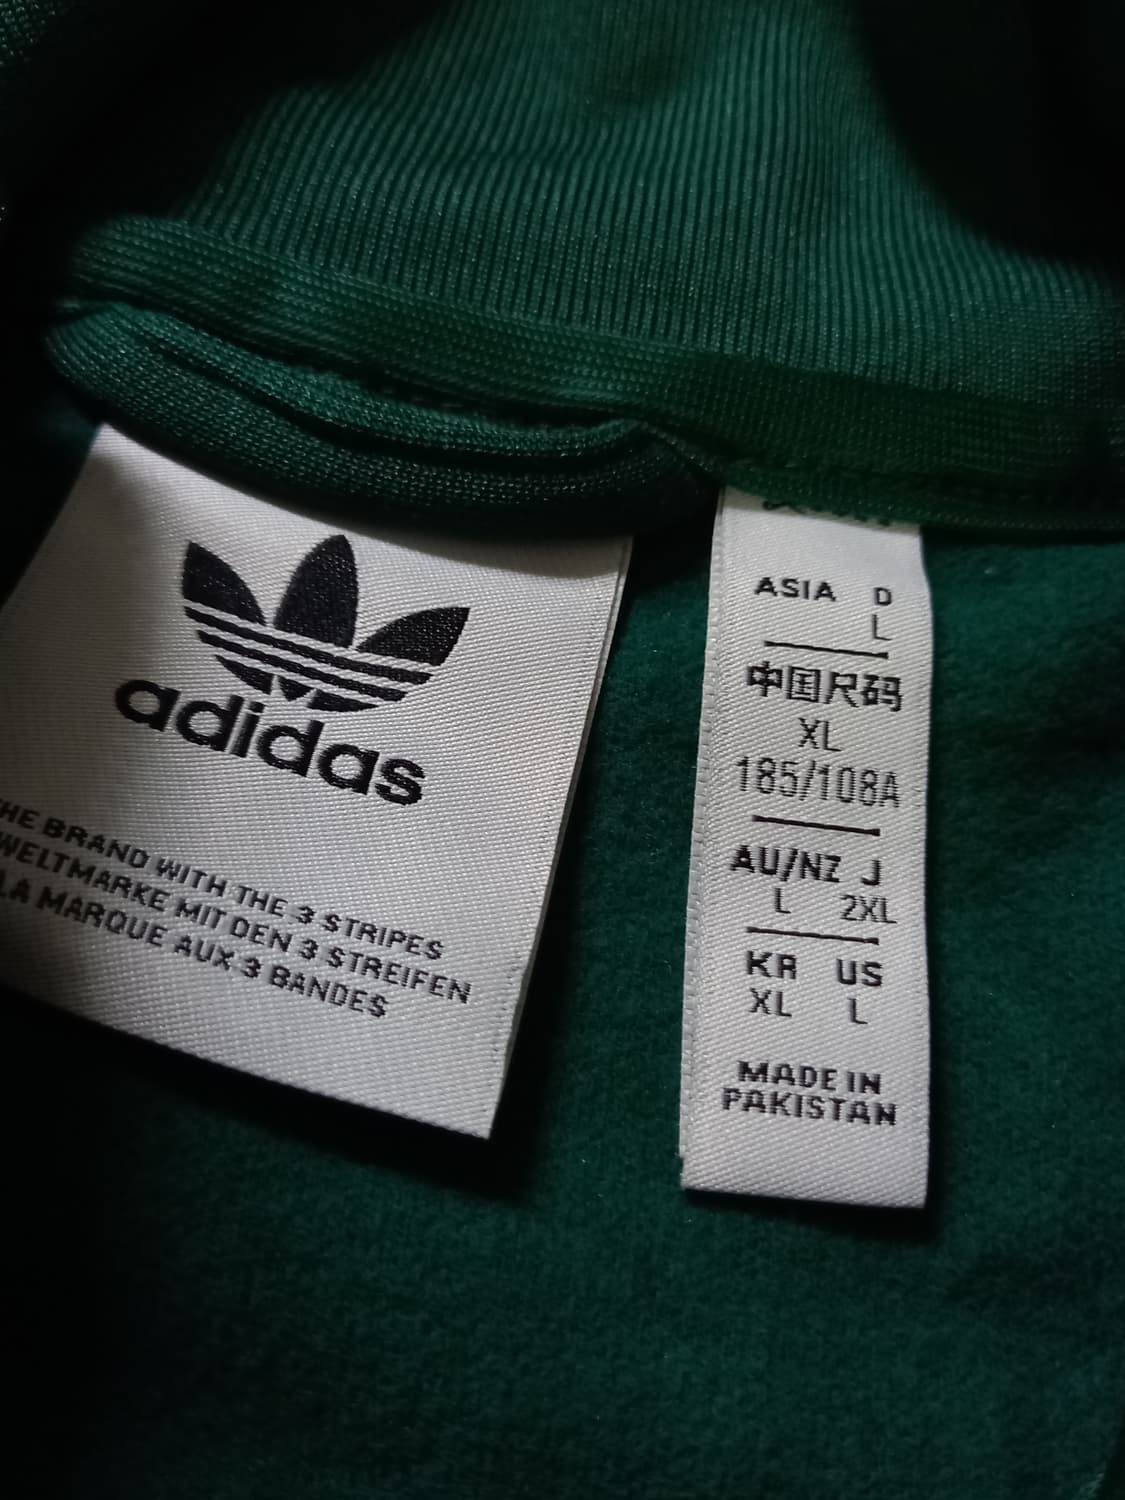 adidas
THE BRAND WITH THE 3 STRIPES
WELTMARKE MIT DEN 3 STREIFEN
LA MARQUE AUX 3 BANDES
ASIA D
L
中国尺码
XL
185/108A
AU/NZ J
L 2XL
KR US
XL L
MADE IN
PAKISTAN